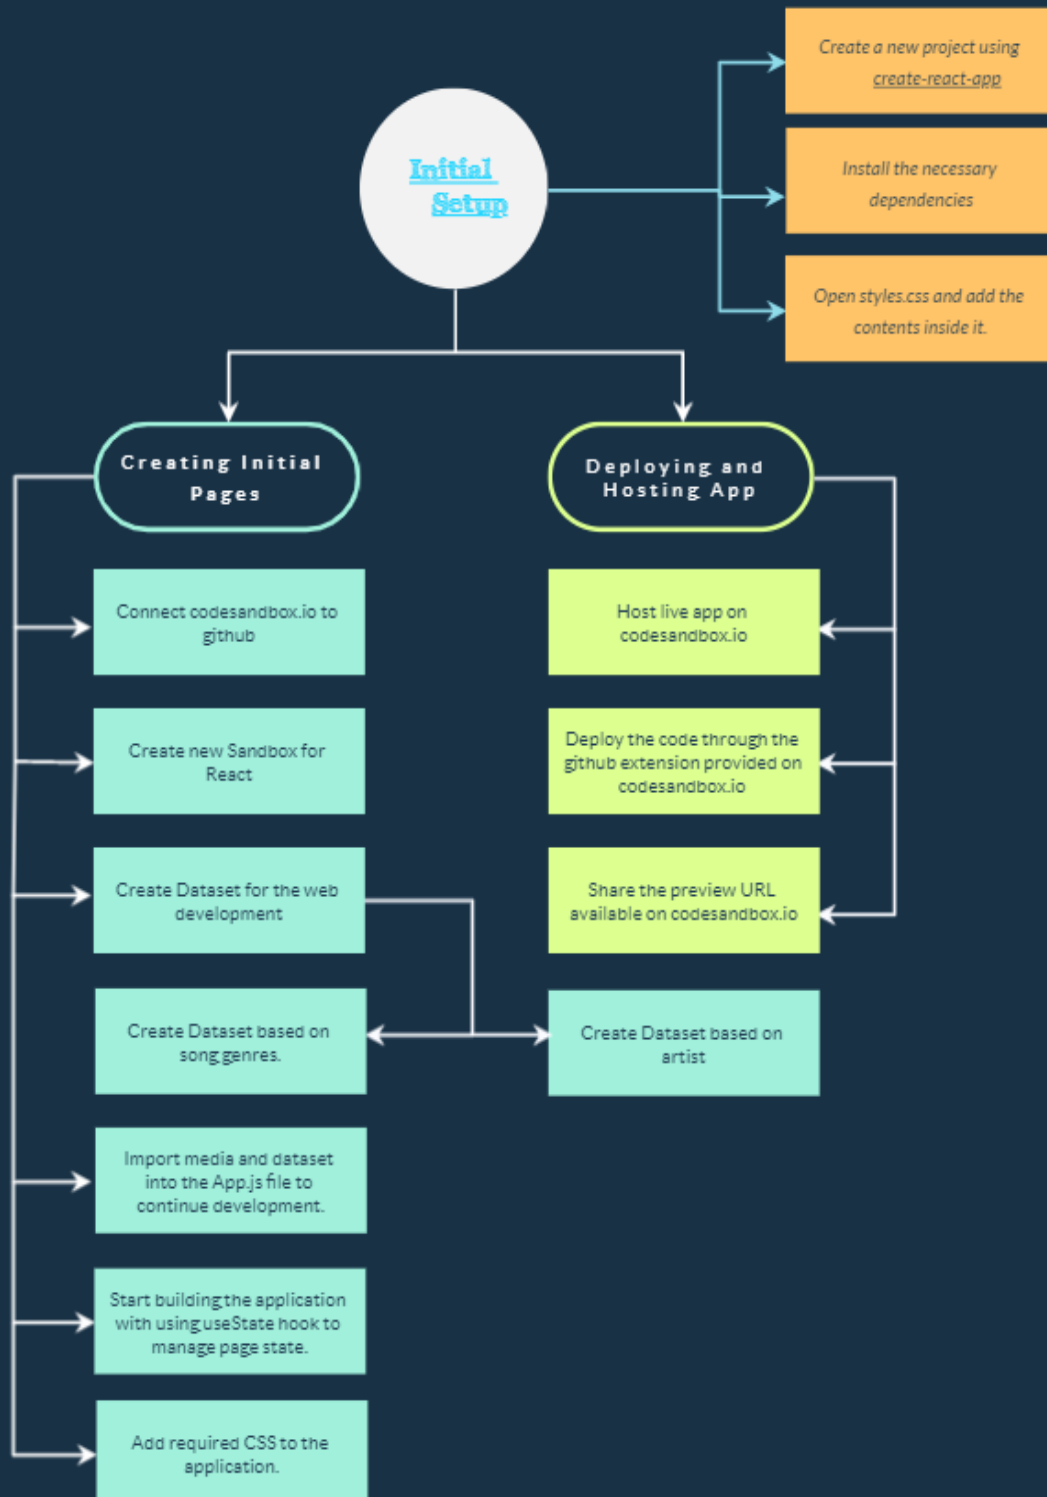 Create a new project using
create-react-app
Initial
Setup
Install the necessary
dependencies
Open styles.css and add the
contents inside it.
Creating Initial
Pages
Deploying and
Hosting App
Connect codesandbox.io to
github
Host live app on
codesandbox.io
Create new Sandbox for
React
Deploy the code through the
github extension provided on
codesandbox.io
Create Dataset for the web
development
Share the preview URL
available on codesandbox.io
Create Dataset based on
song genres.
Create Dataset based on
artist
Import media and dataset
into the App.js file to
continue development.
Start building the application
with using useState hook to
manage page state.
Add required CSS to the
application.